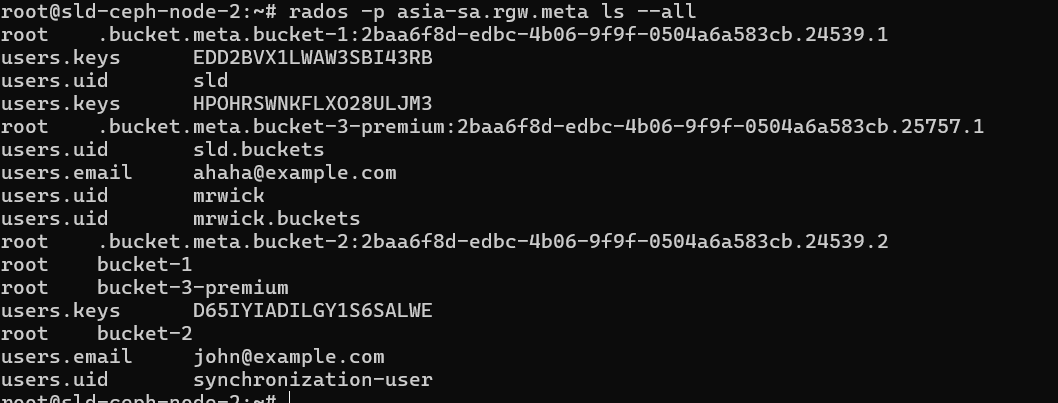 root@sld-ceph-node-2:~# rados -p asia-sa.rgw.meta ls --all
root    .bucket.meta.bucket-1:2baa6f8d-edbc-4b06-9f9f-0504a6a583cb.24539.1
users.keys      EDD2BVX1LWAW3SBI43RB
users.uid       sld
users.keys      HPOHRSWNKFLXO28ULJM3
root    .bucket.meta.bucket-3-premium:2baa6f8d-edbc-4b06-9f9f-0504a6a583cb.25757.1
users.uid       sld.buckets
users.email     ahaha@example.com
users.uid       mrwick
users.uid       mrwick.buckets
root    .bucket.meta.bucket-2:2baa6f8d-edbc-4b06-9f9f-0504a6a583cb.24539.2
root    bucket-1
root    bucket-3-premium
users.keys      D65IYIADILGY1S6SALWE
root    bucket-2
users.email     john@example.com
users.uid       synchronization-user
root@sld-ceph-node-2:~#